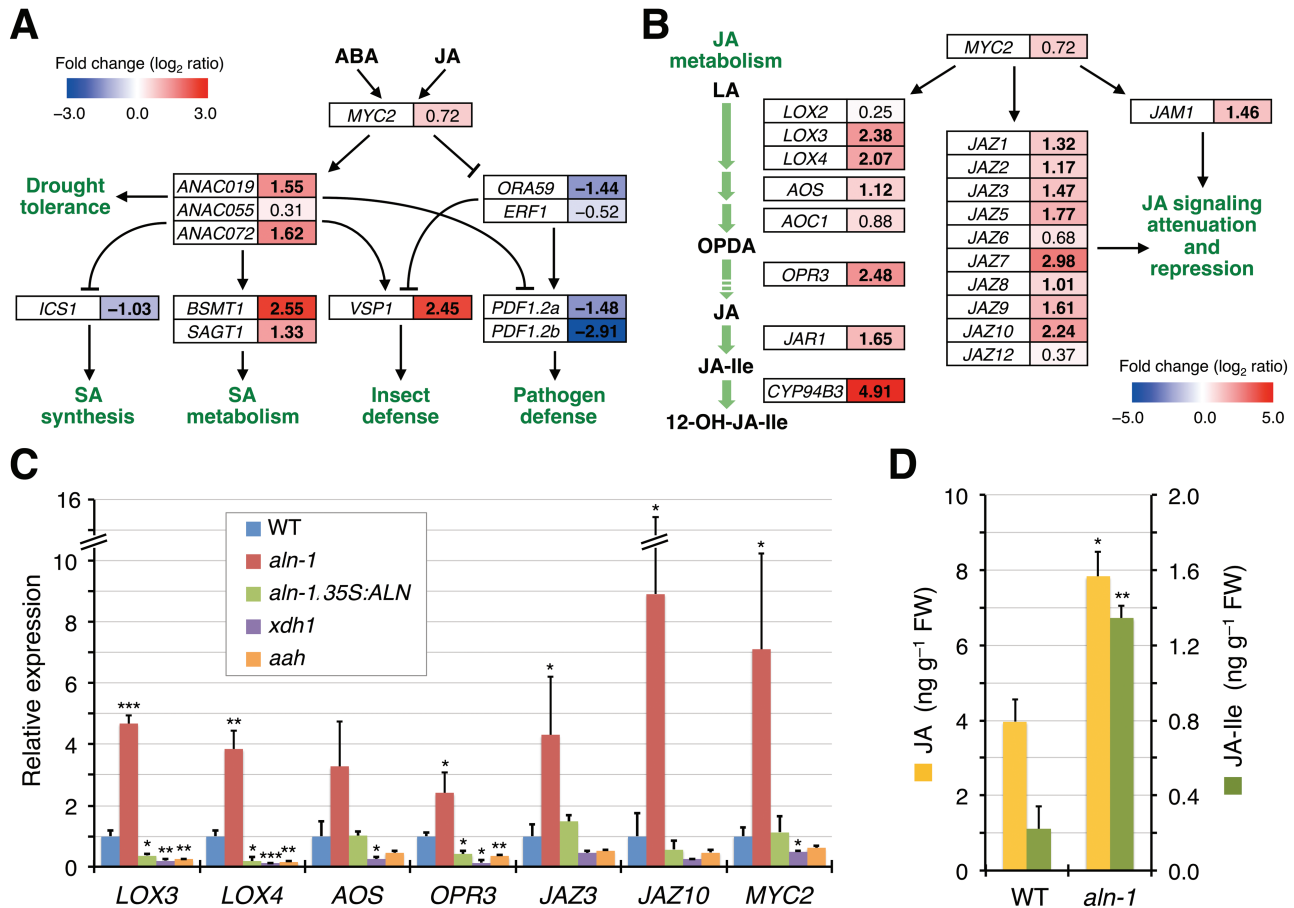 A
Fold change (log2 ratio)
−3.0 0.0 3.0
ABA JA
MYC2 0.72
Drought
tolerance
ANAC019 1.55
ANAC055 0.31
ANAC072 1.62
ORA59 −1.44
ERF1 −0.52
ICS1 −1.03
BSMT1 2.55
SAGT1 1.33
VSP1 2.45
PDF1.2a −1.48
PDF1.2b −2.91
SA
synthesis
SA
metabolism
Insect
defense
Pathogen
defense
B
JA
metabolism
LA
OPDA
JA
JA-Ile
12-OH-JA-Ile
LOX2 0.25
LOX3 2.38
LOX4 2.07
AOS 1.12
AOC1 0.88
OPR3 2.48
JAR1 1.65
CYP94B3 4.91
MYC2 0.72
JAZ1 1.32
JAZ2 1.17
JAZ3 1.47
JAZ5 1.77
JAZ6 0.68
JAZ7 2.98
JAZ8 1.01
JAZ9 1.61
JAZ10 2.24
JAZ12 0.37
JAM1 1.46
JA signaling
attenuation
and
repression
Fold change (log2 ratio)
−5.0 0.0 5.0
C
Relative expression
16
10
8
6
4
2
0
WT
aln-1
aln-1.35S:ALN
xdh1
aah
*** * ** **
** * *** **
*
* * * **
*
*
* *
LOX3 LOX4 AOS OPR3 JAZ3 JAZ10 MYC2
D
JA (ng g−1 FW)
10
8
6
4
2
0
* **
2.0
1.6
1.2
0.8
0.4
0.0
JA-Ile (ng g−1 FW)
WT aln-1